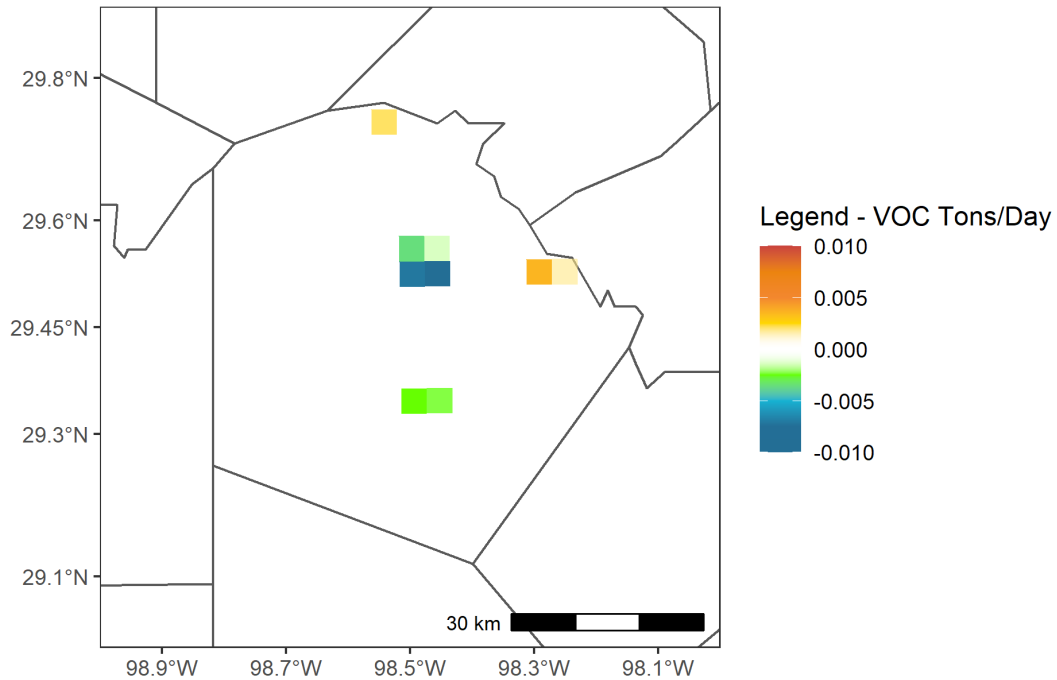 29.8°N
29.6°N
29.45°N
29.3°N
29.1°N
98.9°W 98.7°W 98.5°W 98.3°W 98.1°W
30 km
Legend - VOC Tons/Day
0.010
0.005
0.000
-0.005
-0.010